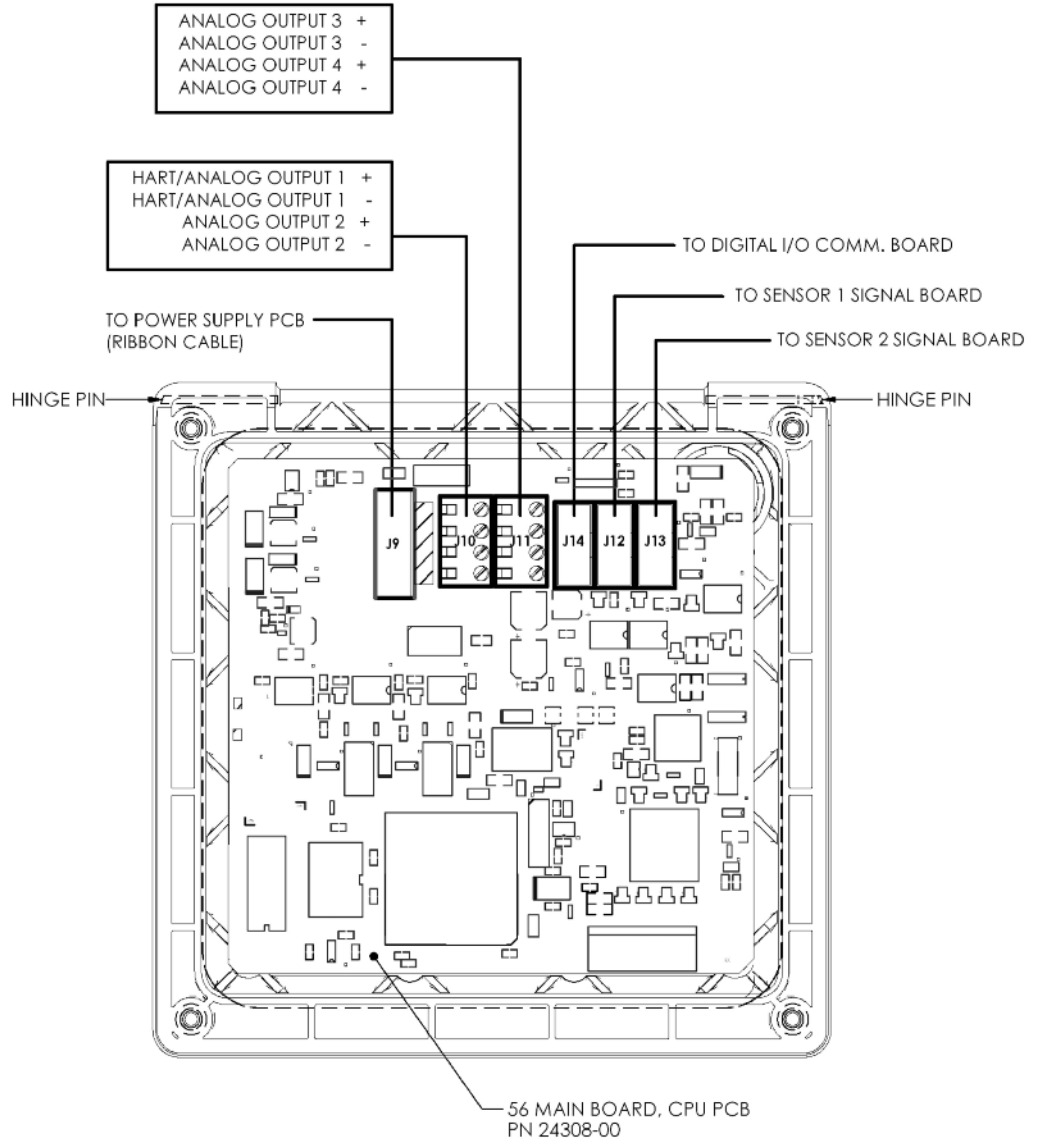 ANALOG OUTPUT 3 +
ANALOG OUTPUT 3 -
ANALOG OUTPUT 4 +
ANALOG OUTPUT 4 -
HART/ANALOG OUTPUT 1 +
HART/ANALOG OUTPUT 1 -
ANALOG OUTPUT 2 +
ANALOG OUTPUT 2 -
TO DIGITAL I/O COMM. BOARD
TO SENSOR 1 SIGNAL BOARD
TO POWER SUPPLY PCB
(RIBBON CABLE)
TO SENSOR 2 SIGNAL BOARD
HINGE PIN
HINGE PIN
J9
J10
J11
J14
J12
J13
56 MAIN BOARD, CPU PCB
PN 24308-00